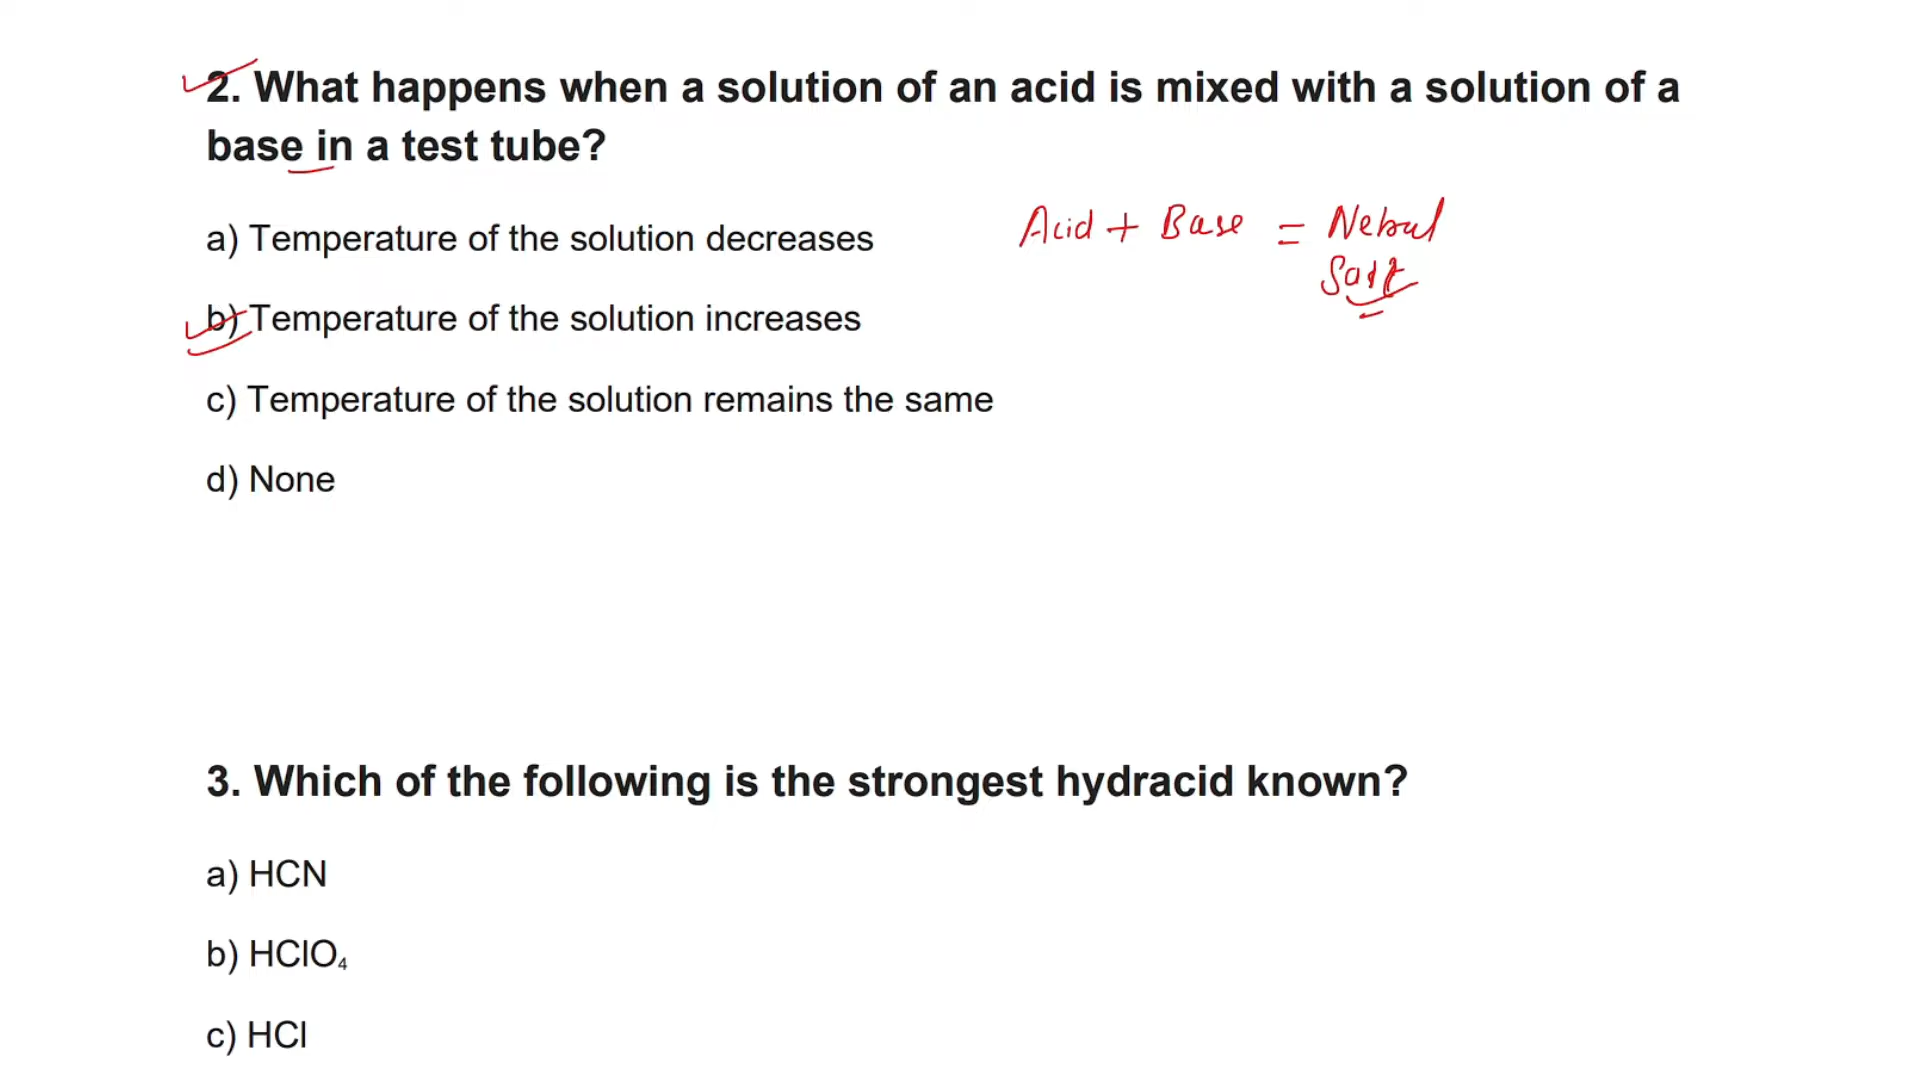 2. What happens when a solution of an acid is mixed with a solution of a
base in a test tube?
a) Temperature of the solution decreases
Acid + Base =
b) Temperature of the solution increases
c) Temperature of the solution remains the same
d) None
3. Which of the following is the strongest hydracid known?
a) HCN
b) HClO₄
c) HCl